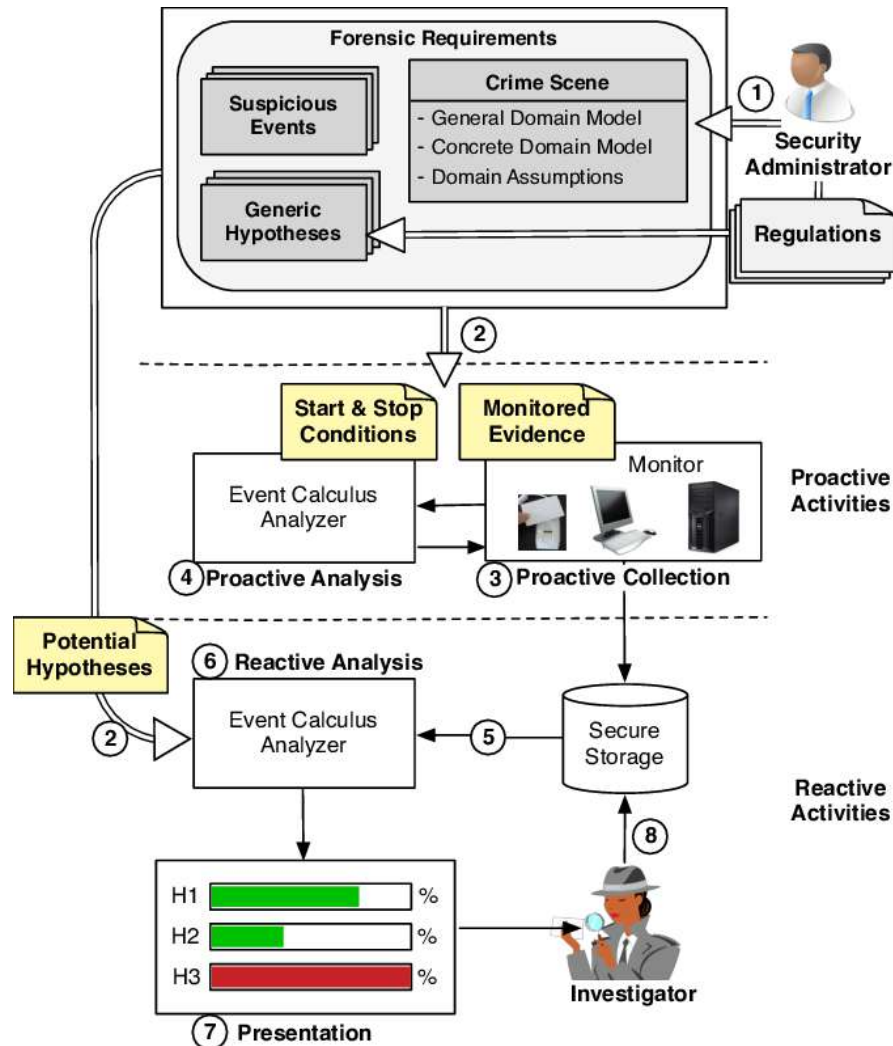 Forensic Requirements
Suspicious
Events
Crime Scene
- General Domain Model
- Concrete Domain Model
- Domain Assumptions
1
Security
Administrator
Generic
Hypotheses
Regulations
2
Start & Stop
Conditions
Monitored
Evidence
Monitor
Event Calculus
Analyzer
Proactive
Activities
4 Proactive Analysis
3 Proactive Collection
Potential
Hypotheses
6 Reactive Analysis
2
Event Calculus
Analyzer
5
Secure
Storage
Reactive
Activities
8
H1 %
H2 %
H3 %
Investigator
7 Presentation